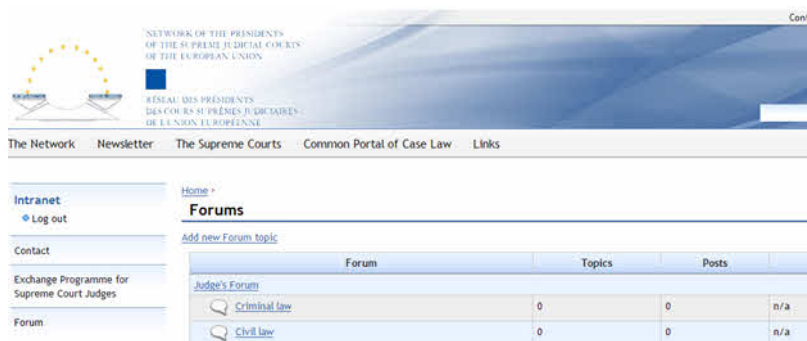 Cont
NETWORK OF THE PRESIDENTS
OF THE SUPREME JUDICIAL COURTS
OF THE EUROPEAN UNION
RÉSEAU DES PRÉSIDENTS
DES COURS SUPRÊMES JUDICIAIRES
DE L'UNION EUROPÉENNE
The Network Newsletter The Supreme Courts Common Portal of Case Law Links
Intranet
Log out
Contact
Exchange Programme for
Supreme Court Judges
Forum
Home ›
Forums
Add new Forum topic
Forum Topics Posts
Judge's Forum
Criminal law 0 0 n/a
Civil law 0 0 n/a